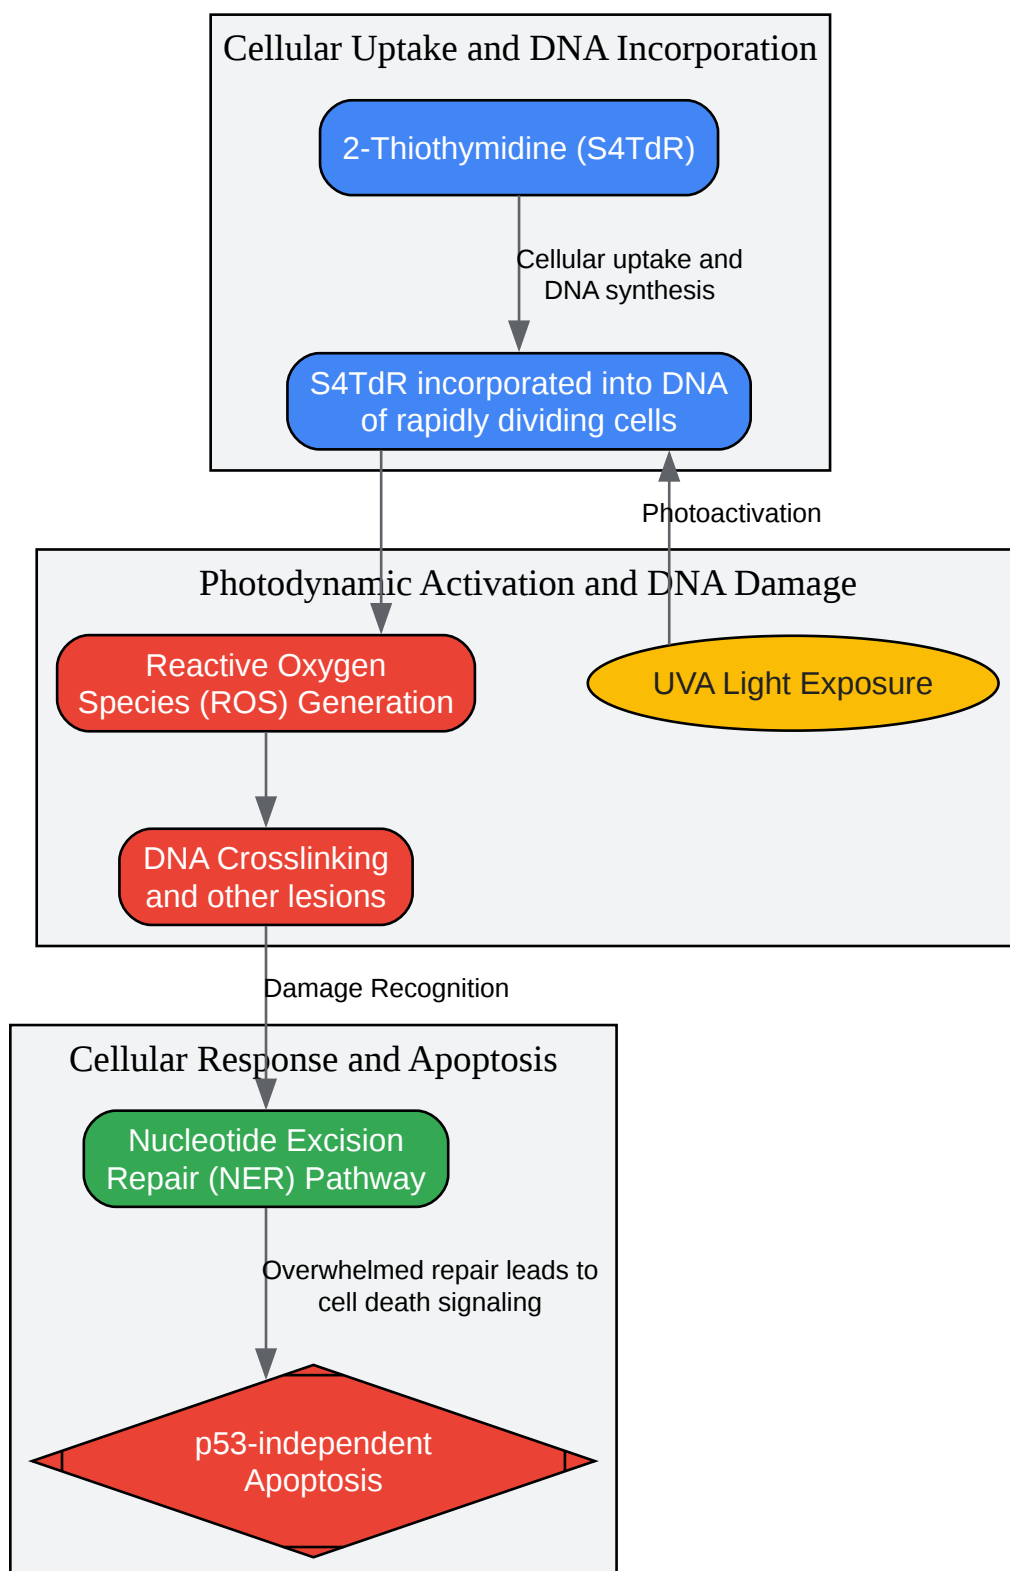 Cellular Uptake and DNA Incorporation
2-Thiothymidine (S4TdR)
Cellular uptake and
DNA synthesis
S4TdR incorporated into DNA
of rapidly dividing cells
Photoactivation
Photodynamic Activation and DNA Damage
Reactive Oxygen
Species (ROS) Generation
UVA Light Exposure
DNA Crosslinking
and other lesions
Damage Recognition
Cellular Response and Apoptosis
Nucleotide Excision
Repair (NER) Pathway
Overwhelmed repair leads to
cell death signaling
p53-independent
Apoptosis